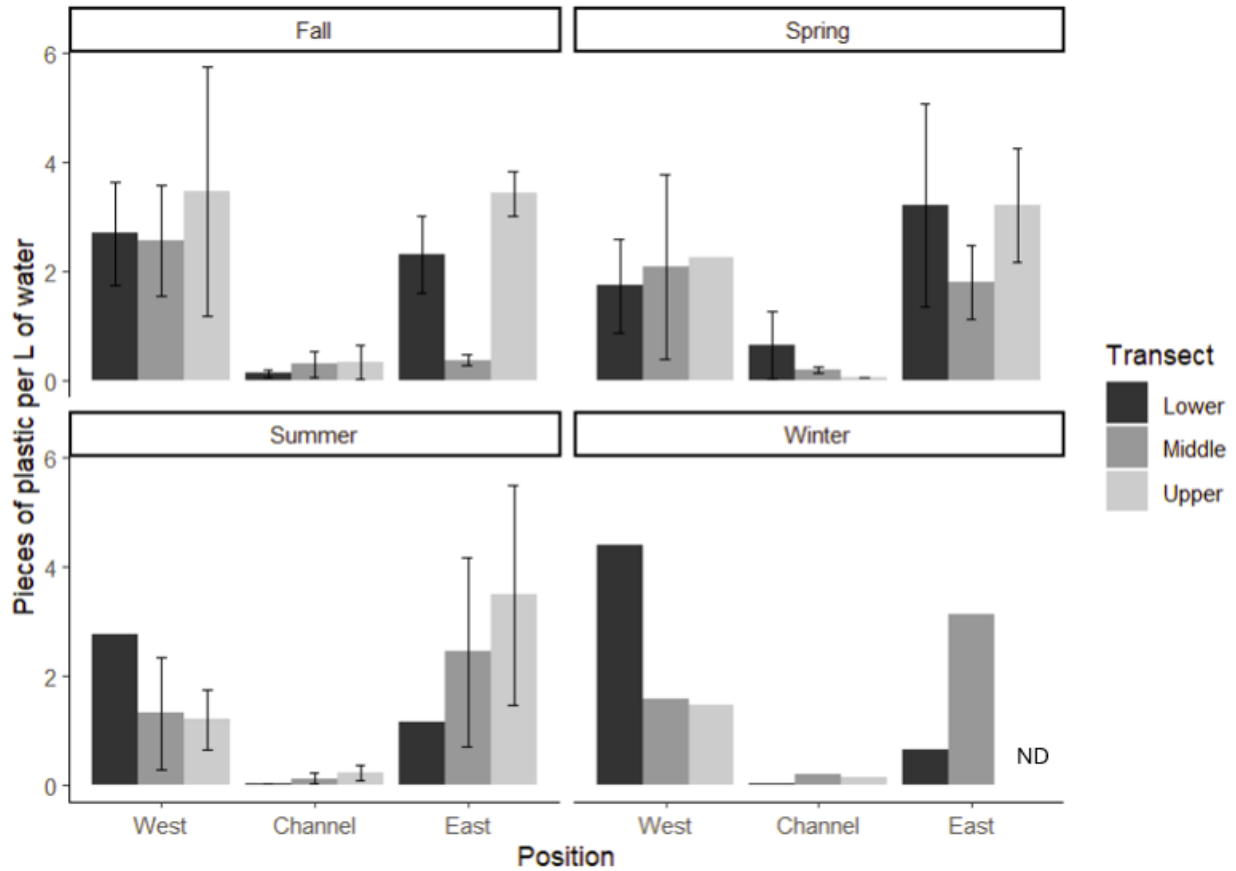 Fall
Spring
6
4
2
0
Summer
Winter
6
4
2
0
ND
West
Channel
East
West
Channel
East
Position
Pieces of plastic per L of water
Transect
Lower
Middle
Upper